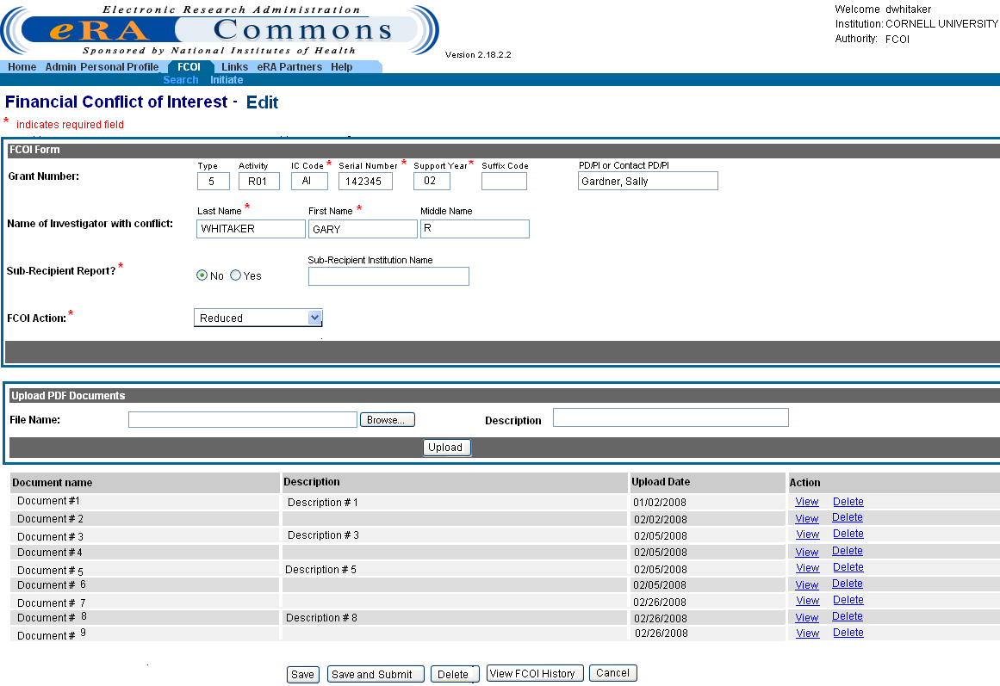 Electronic Research Administration
eRA Commons
Sponsored by National Institutes of Health
Version 2.18.2.2
Welcome dwhitaker
Institution: CORNELL UNIVERSITY
Authority: FCOI
Home Admin Personal Profile FCOI Links eRA Partners Help
Search Initiate
Financial Conflict of Interest - Edit
* indicates required field
FCOI Form
Type Activity IC Code * Serial Number * Support Year * Suffix Code PD/PI or Contact PD/PI
Grant Number: 5 R01 AI 142345 02 Gardner, Sally
Last Name * First Name * Middle Name
Name of Investigator with conflict: WHITAKER GARY R
Sub-Recipient Institution Name
Sub-Recipient Report? * No Yes
FCOI Action: * Reduced
Upload PDF Documents
File Name: Browse... Description
Upload
Document name Description Upload Date Action
Document #1 Description # 1 01/02/2008 View Delete
Document # 2 02/02/2008 View Delete
Document # 3 Description # 3 02/05/2008 View Delete
Document # 4 02/05/2008 View Delete
Document # 5 Description # 5 02/05/2008 View Delete
Document # 6 02/05/2008 View Delete
Document # 7 02/26/2008 View Delete
Document # 8 Description # 8 02/26/2008 View Delete
Document # 9 02/26/2008 View Delete
Save Save and Submit Delete View FCOI History Cancel